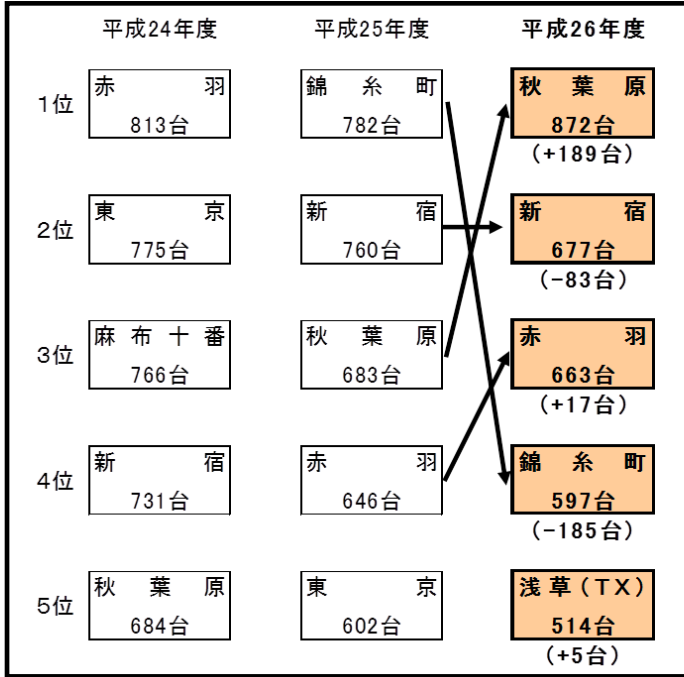 平成24年度 平成25年度 平成26年度
1位 赤羽 錦糸町 秋葉原
813台 782台 872台
(+189台)
2位 東京 新宿 新宿
775台 760台 677台
(-83台)
3位 麻布十番 秋葉原 赤羽
766台 683台 663台
(+17台)
4位 新宿 赤羽 錦糸町
731台 646台 597台
(-185台)
5位 秋葉原 東京 浅草(TX)
684台 602台 514台
(+5台)